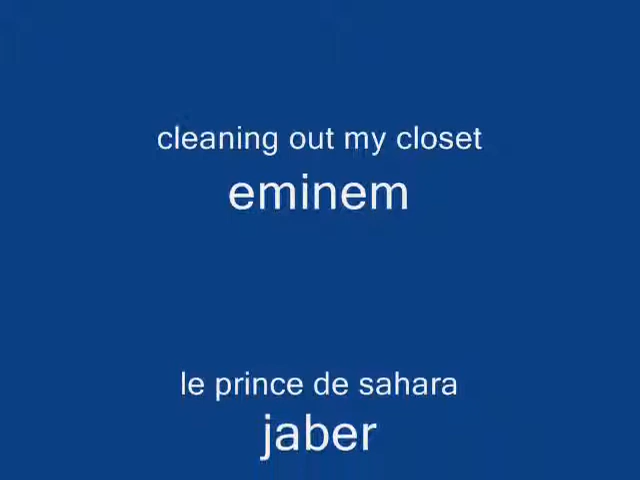 cleaning out my closet
eminem
le prince de sahara
jaber